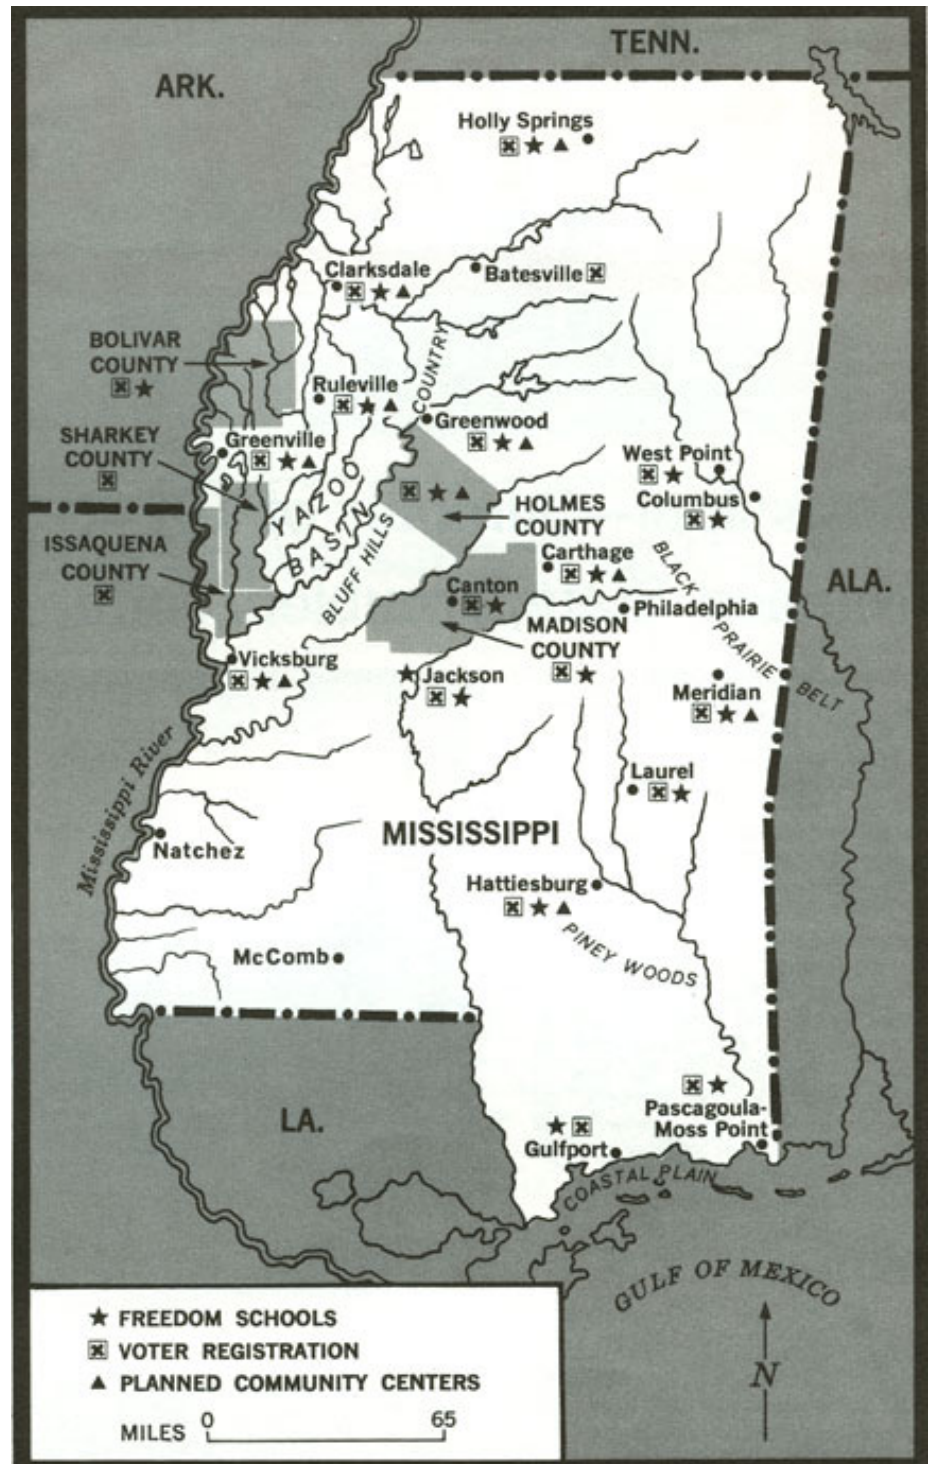 TENN.
ARK.
Holly Springs
Clarksdale
Batesville
BOLIVAR
COUNTY
COUNTRY
Ruleville
Greenwood
SHARKEY
COUNTY
Greenville
West Point
Columbus
YAZOO
BASIN
HOLMES
COUNTY
ISSAQUENA
COUNTY
BLUFF HILLS
Carthage
BLACK PRAIRIE BELT
ALA.
Canton
Philadelphia
MADISON
COUNTY
Vicksburg
Jackson
Meridian
Mississippi River
Laurel
MISSISSIPPI
Natchez
Hattiesburg
PINEY WOODS
McComb
LA.
Pascagoula-
Moss Point
Gulfport
COASTAL PLAIN
GULF OF MEXICO
FREEDOM SCHOOLS
VOTER REGISTRATION
PLANNED COMMUNITY CENTERS
MILES 0 65
N